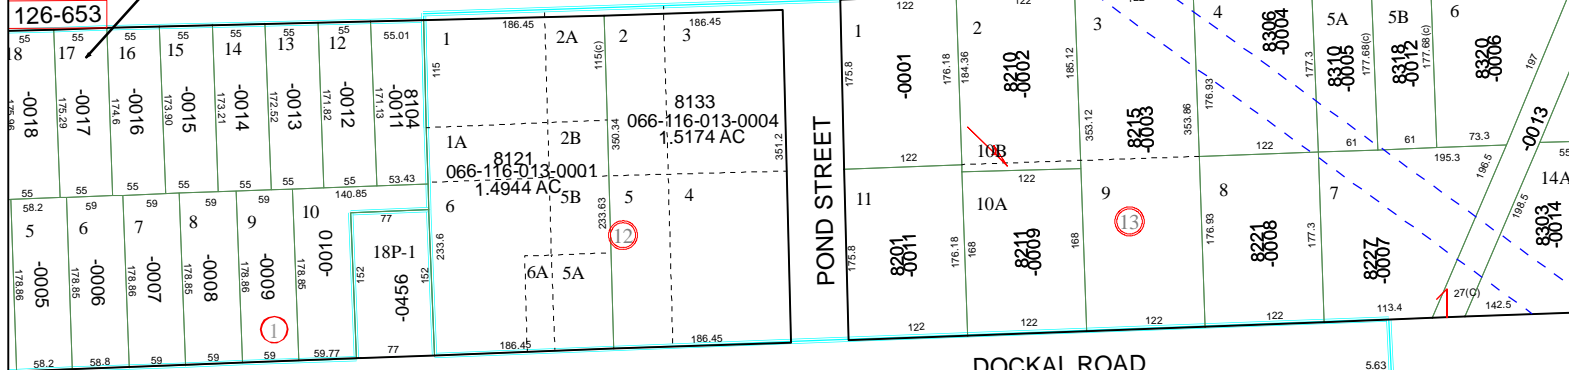 126-653
55 55 55 55 55 55 55 55.01
18 17 16 15 14 13 12
-0018 -0017 -0016 -0015 -0014 -0013 -0012 8104 -0011
175.29 174.6 173.90 173.21 172.52 171.82 171.13
55 55 55 55 55 55 53.43
140.85
58.2 59 59 59 59
5 6 7 8 9 10
-0005 -0006 -0007 -0008 -0009 -0010
178.86 178.85 178.86 178.85 178.86 178.85
1
58.2 58.8 59 59 59 59.77
77
18P-1
-0456
152 152
77
186.45 186.45
1 2A 2 3
115 115(c)
8133
066-116-013-0004
1.5174 AC
1A 2B
350.34 351.2
8121
066-116-013-0001
1.4944 AC
6 5B 5 4
233.6 233.63
12
6A 5A
186.45 186.45
POND STREET
122 122 122
1 2 3 4 5A 5B 6
-0001
8210 -0002
8215 -0003
8306 -0004
8310 -0005
8318 -0012
8320 -0006
175.8 176.18 184.36 185.12 353.12 353.86 176.93 177.3 177.68(c) 177.68(c) 197
-0013
10B
122 122 122 61 61 73.3
195.3
196.5
55
11 10A 9 8 7 14A
8201 -0011
8211 -0009
13
8221 -0008
8227 -0007
8303 -0014
175.8 176.18 168 168 176.93 177.3 198.5
27(C)
122 122 122 122 113.4 142.5
DOCKAL ROAD
5.63